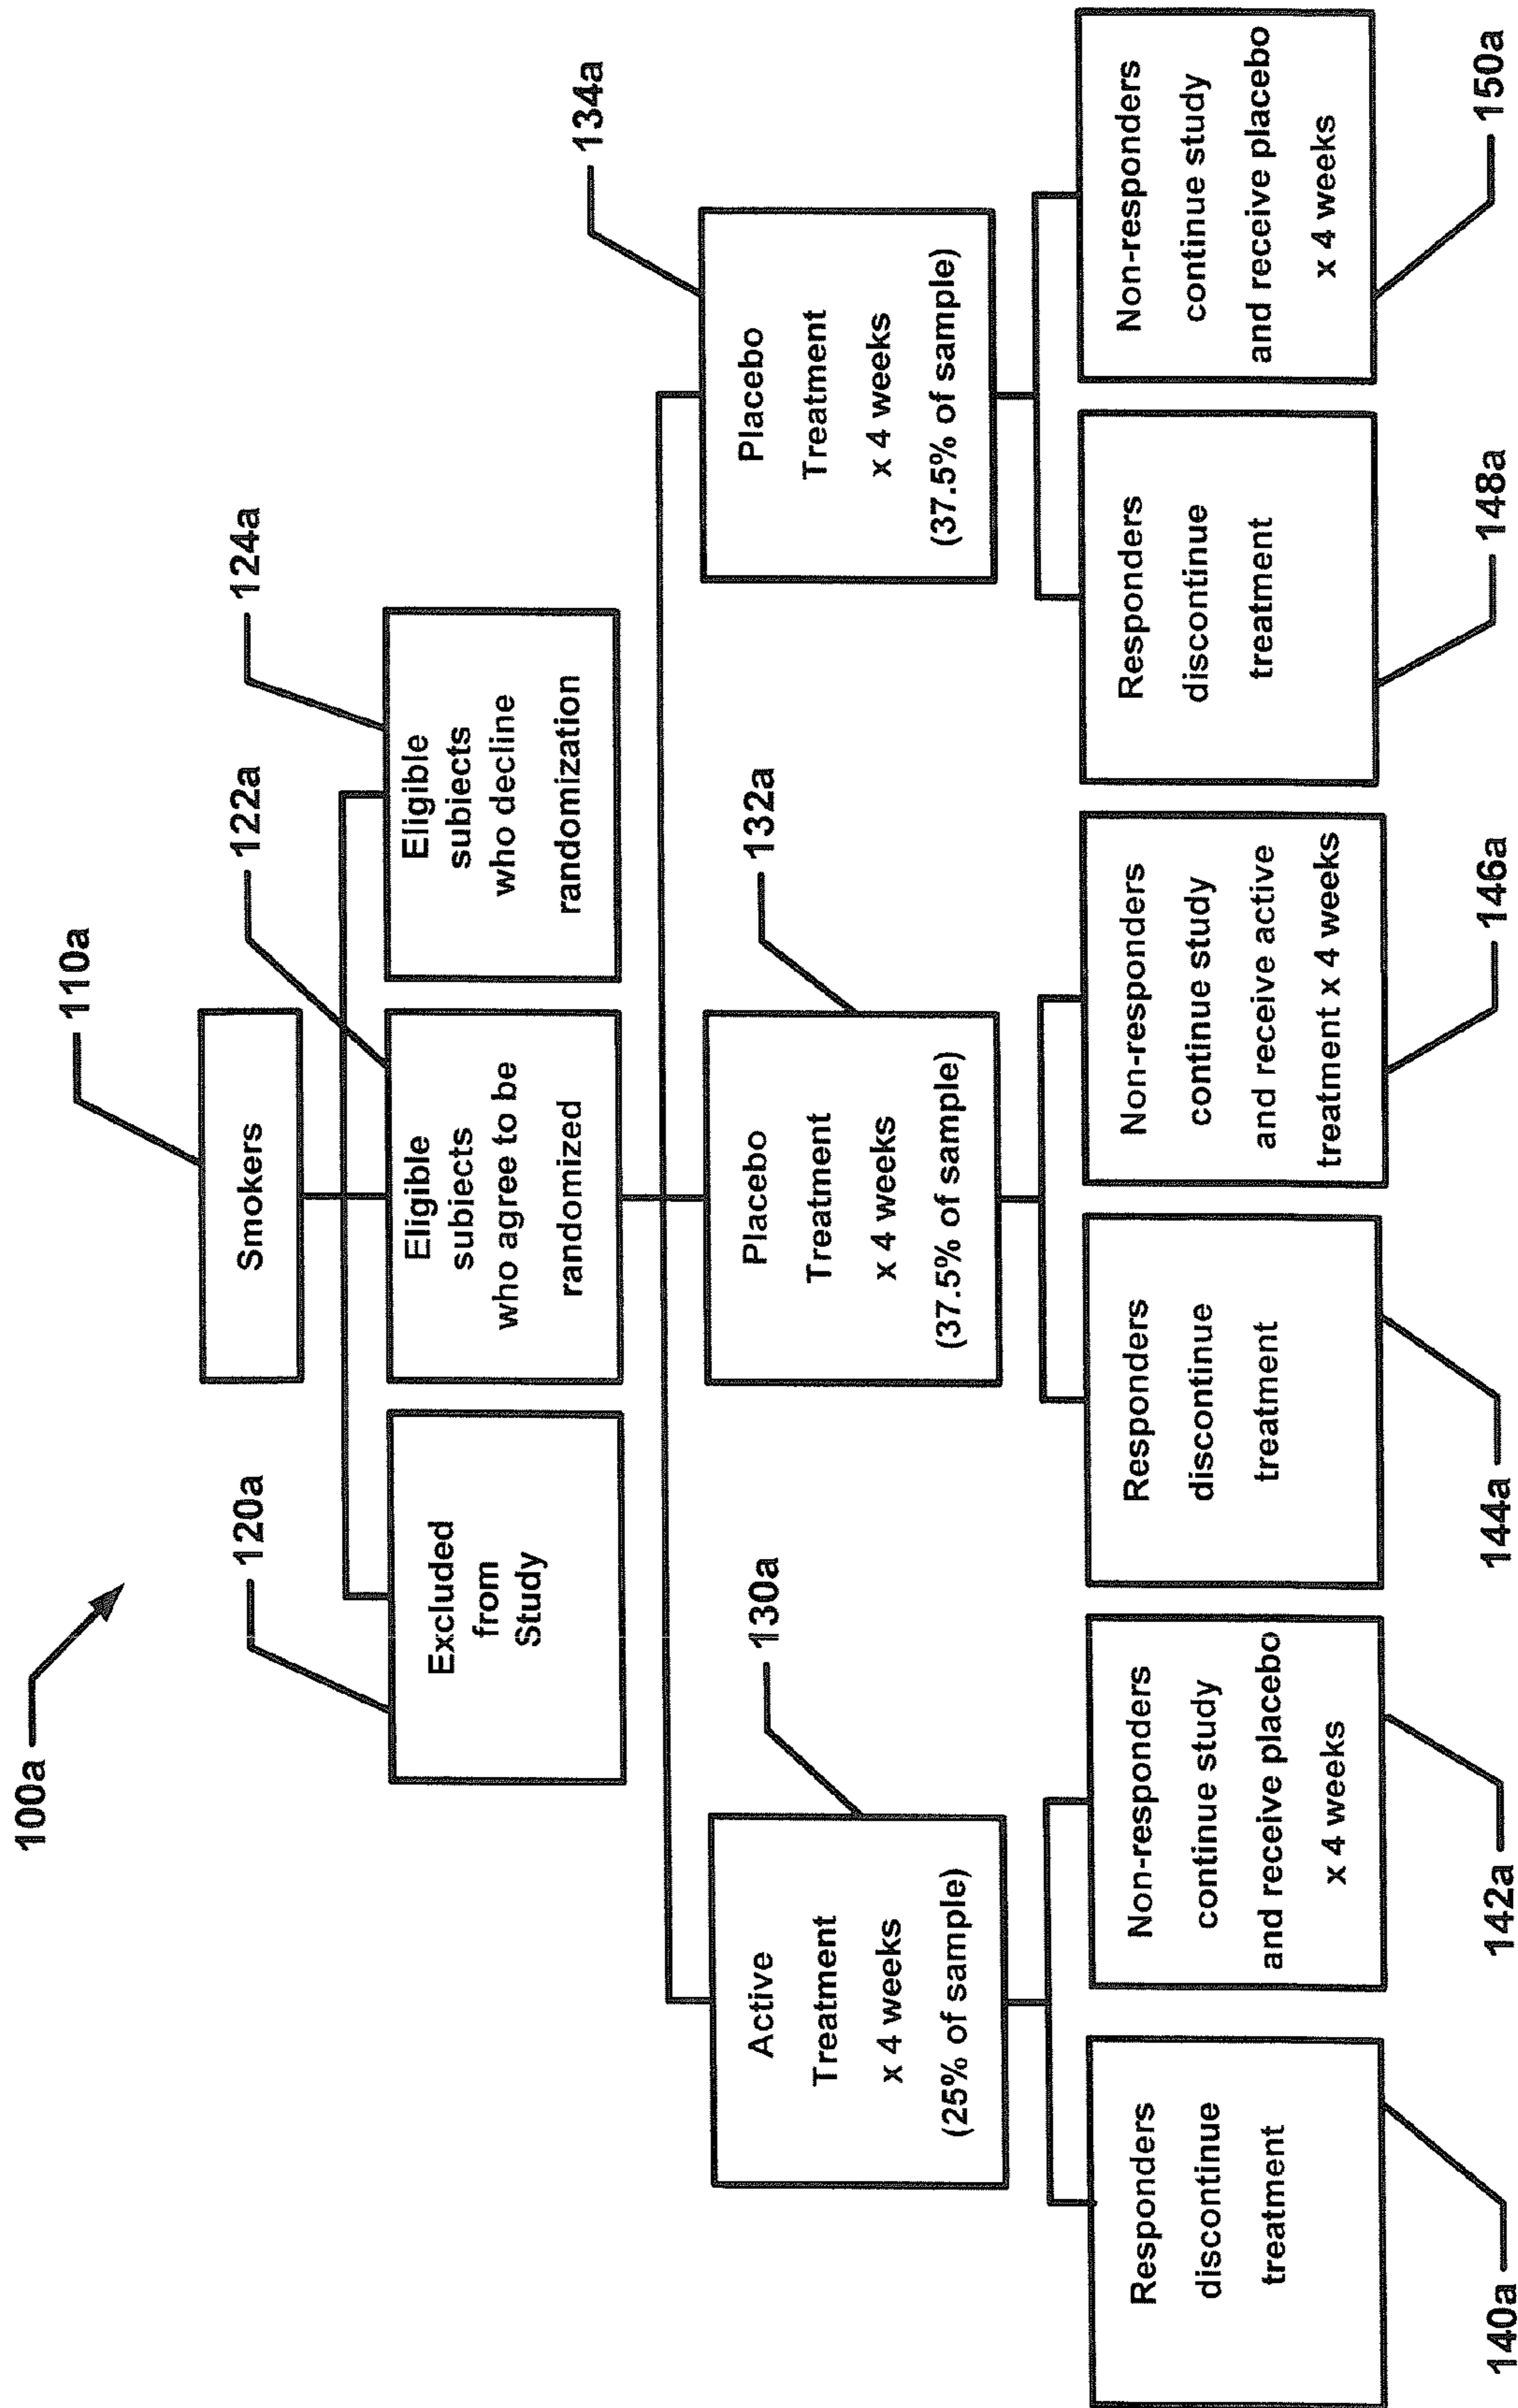 100a
110a
Smokers
120a
122a
124a
Excluded
from
Study
Eligible
subiects
who agree to be
randomized
Eligible
subiects
who decline
randomization
130a
132a
134a
Active
Treatment
x 4 weeks
(25% of sample)
Placebo
Treatment
x 4 weeks
(37.5% of sample)
Placebo
Treatment
x 4 weeks
(37.5% of sample)
Responders
discontinue
treatment
Non-responders
continue study
and receive placebo
x 4 weeks
Responders
discontinue
treatment
Non-responders
continue study
and receive active
treatment x 4 weeks
Responders
discontinue
treatment
Non-responders
continue study
and receive placebo
x 4 weeks
140a
142a
144a
146a
148a
150a